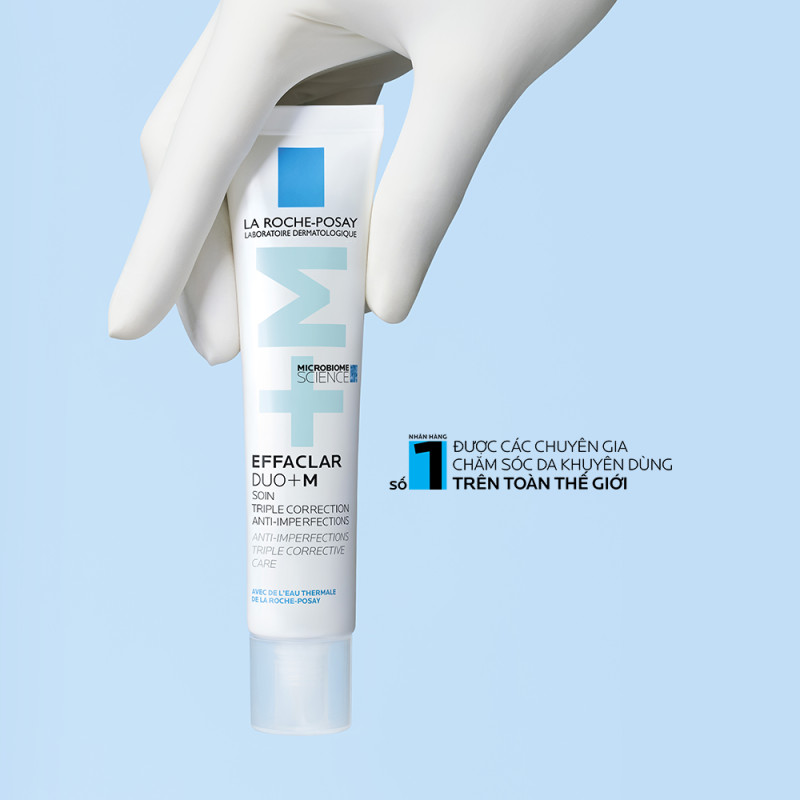 LA ROCHE-POSAY
LABORATOIRE DERMATOLOGIQUE
+M
MICROBIOME
SCIENCE
EFFACLAR
DUO+M
SOIN
TRIPLE CORRECTION
ANTI-IMPERFECTIONS
ANTI-IMPERFECTIONS
TRIPLE CORRECTIVE
CARE
AVEC DE L'EAU THERMALE
DE LA ROCHE-POSAY
NHÃN HÀNG
SỐ 1
ĐƯỢC CÁC CHUYÊN GIA
CHĂM SÓC DA KHUYÊN DÙNG
TRÊN TOÀN THẾ GIỚI